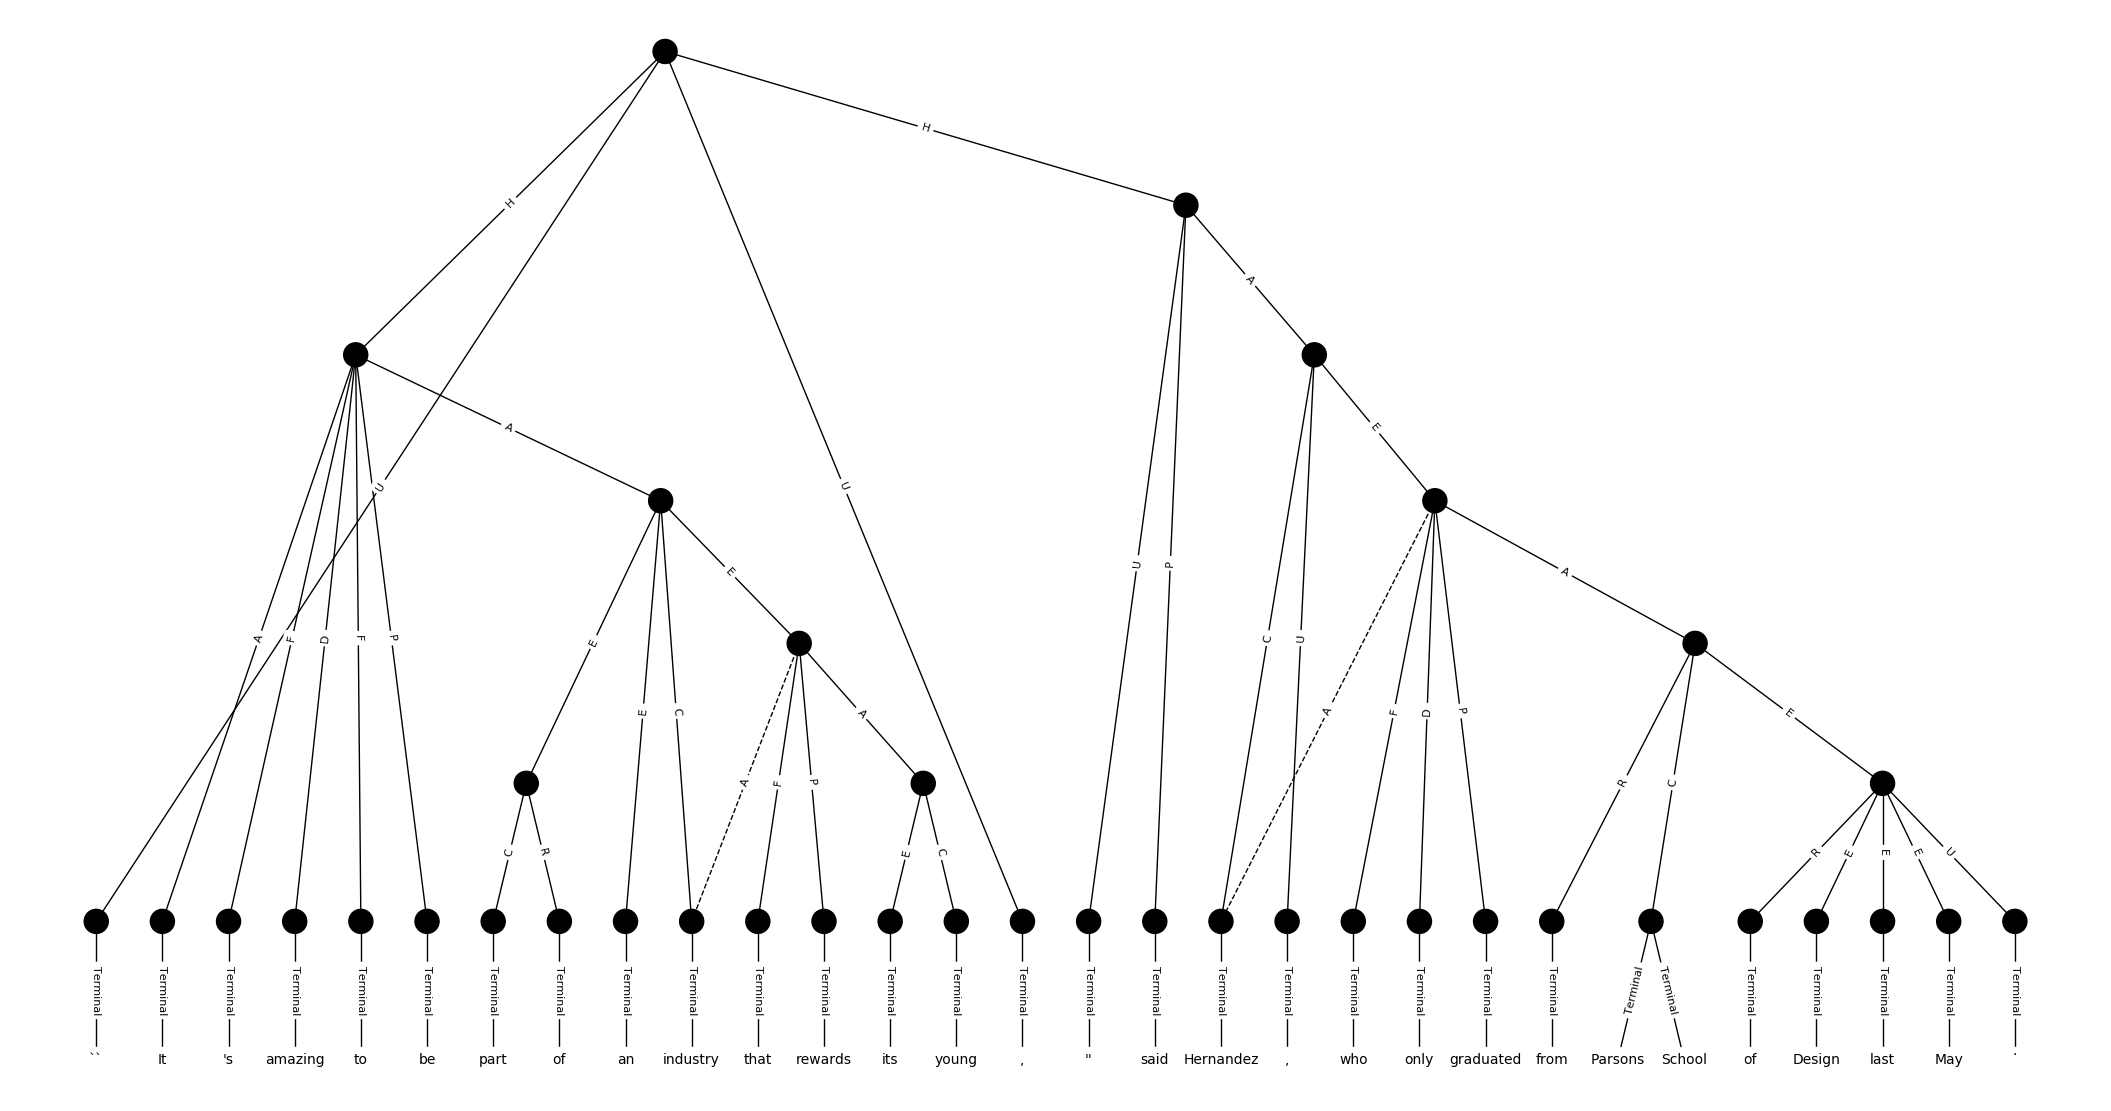 H
H
A
H
A
E
U
U
A
E
A
U
P
A
F
D
F
P
E
C
U
E
C
A
F
D
P
E
A
A
F
P
R
C
C
R
E
C
R
E
E
E
U
Terminal Terminal Terminal Terminal Terminal Terminal Terminal Terminal Terminal Terminal Terminal Terminal Terminal Terminal Terminal Terminal Terminal Terminal Terminal Terminal Terminal Terminal Terminal Terminal Terminal Terminal Terminal Terminal Terminal Terminal
`` It 's amazing to be part of an industry that rewards its young , " said Hernandez , who only graduated from Parsons School of Design last May .